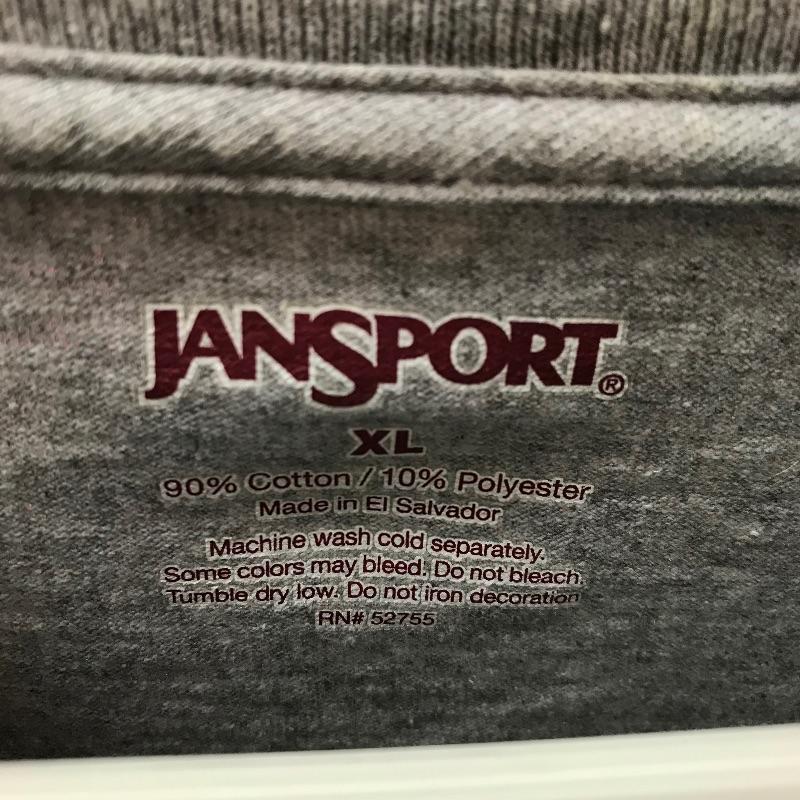 JANSPORT®
XL
90% Cotton / 10% Polyester
Made in El Salvador
Machine wash cold separately.
Some colors may bleed. Do not bleach.
Tumble dry low. Do not iron decoration
RN# 52755